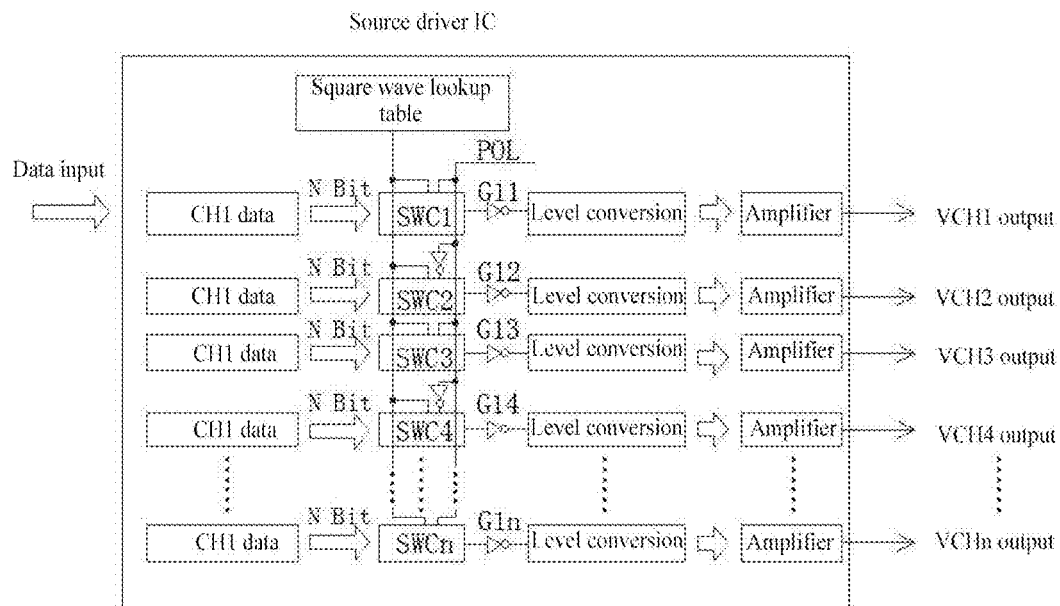 Source driver IC
Square wave lookup
table
Data input
POL
N Bit
G11
CH1 data
SWC1
Level conversion
Amplifier
VCH1 output
N Bit
G12
CH1 data
SWC2
Level conversion
Amplifier
VCH2 output
N Bit
G13
CH1 data
SWC3
Level conversion
Amplifier
VCH3 output
N Bit
G14
CH1 data
SWC4
Level conversion
Amplifier
VCH4 output
N Bit
G1n
CH1 data
SWCn
Level conversion
Amplifier
VCHn output